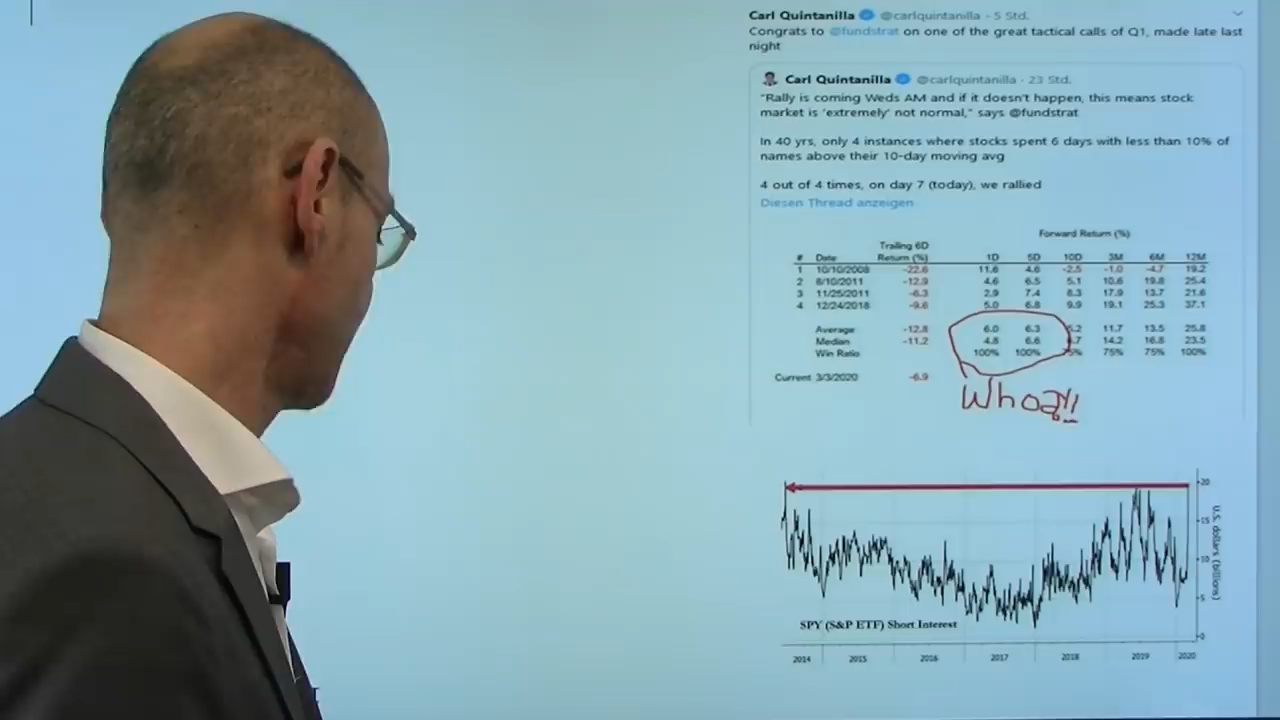 Carl Quintanilla @carlquintanilla - 5 Std.
Congrats to @fundstrat on one of the great tactical calls of Q1, made late last
night
Carl Quintanilla @carlquintanilla · 23 Std.
"Rally is coming Weds AM and if it doesn't happen, this means stock
market is 'extremely' not normal," says @fundstrat
In 40 yrs, only 4 instances where stocks spent 6 days with less than 10% of
names above their 10-day moving avg
4 out of 4 times, on day 7 (today), we rallied
Diesen Thread anzeigen
Forward Return (%)
Trailing 6D
# Date Return (%) 1D 5D 10D 3M 6M 12M
1 10/10/2008 -22.6 11.6 4.6 -2.5 -1.0 -4.7 19.2
2 8/10/2011 -12.9 4.6 6.5 5.1 10.6 19.8 25.4
3 11/25/2011 -6.3 2.9 7.4 8.3 17.9 13.7 21.6
4 12/24/2018 -9.6 5.0 6.8 9.9 19.1 25.3 37.1
Average -12.8 6.0 6.3 5.2 11.7 13.5 25.8
Median -11.2 4.8 6.6 6.7 14.2 16.8 23.5
Win Ratio 100% 100% 75% 75% 75% 100%
Current 3/3/2020 -6.9
Whoa!!
20
15
10
5
0
U.S. dollars (billions)
SPY (S&P ETF) Short Interest
2014 2015 2016 2017 2018 2019 2020